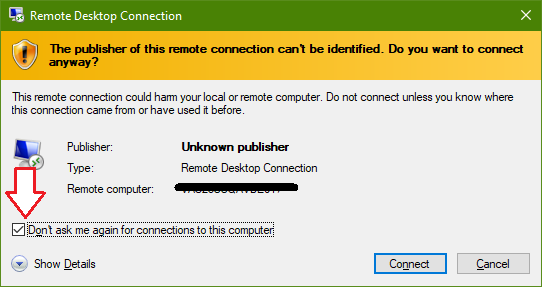 Remote Desktop Connection
The publisher of this remote connection can't be identified. Do you want to connect
anyway?
This remote connection could harm your local or remote computer. Do not connect unless you know where
this connection came from or have used it before.
Publisher: Unknown publisher
Type: Remote Desktop Connection
Remote computer:
Don't ask me again for connections to this computer
Show Details Connect Cancel